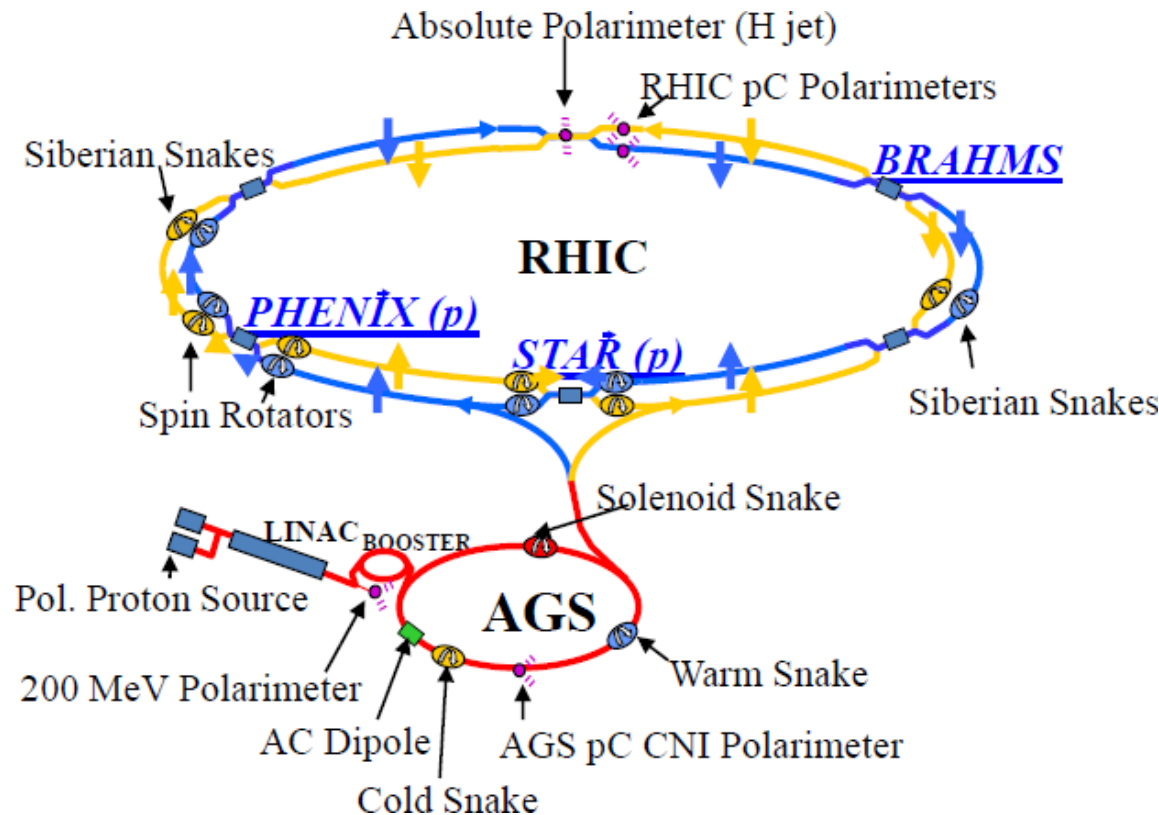 Absolute Polarimeter (H jet)
RHIC pC Polarimeters
Siberian Snakes
BRAHMS
RHIC
PHENIX (p)
STAR (p)
Spin Rotators
Siberian Snakes
Solenoid Snake
LINAC
BOOSTER
Pol. Proton Source
AGS
200 MeV Polarimeter
Warm Snake
AC Dipole
AGS pC CNI Polarimeter
Cold Snake